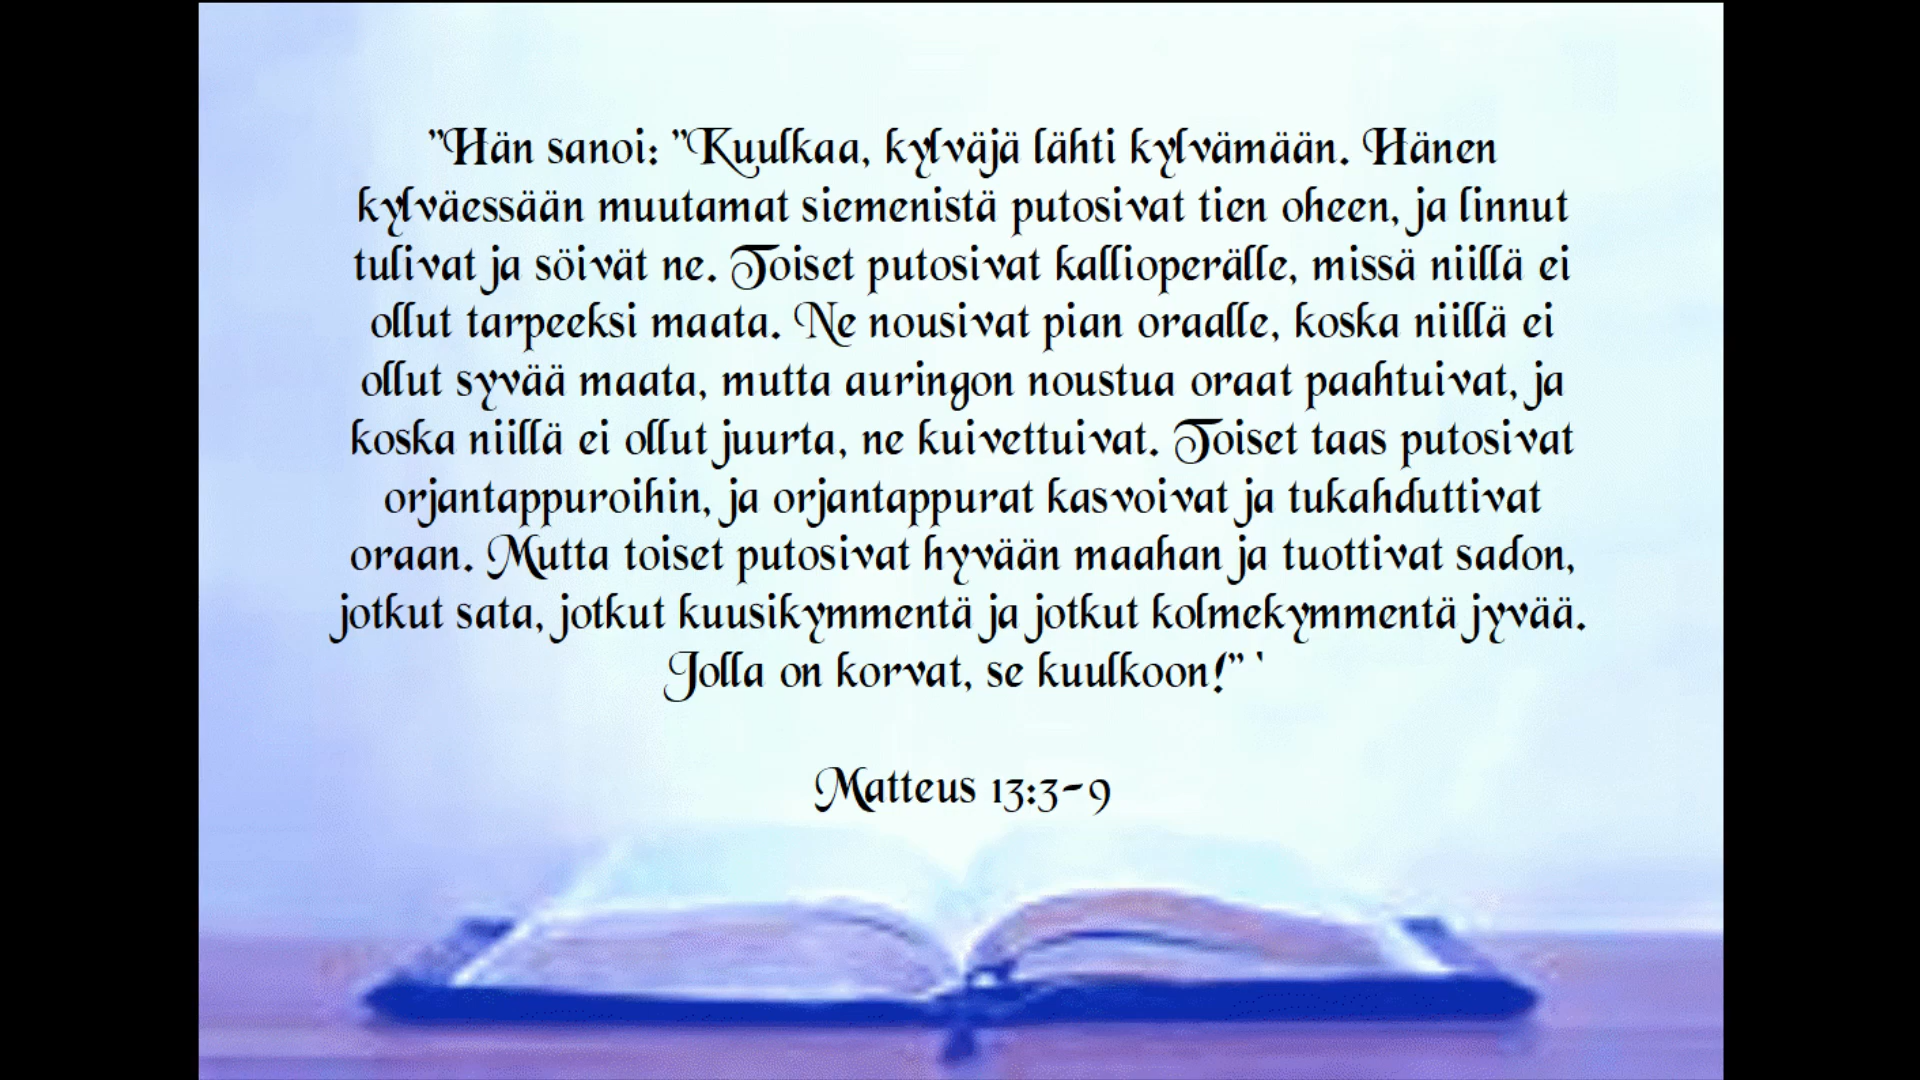 "Hän sanoi: "Kuulkaa, kylväjä lähti kylvämään. Hänen
kylväessään muutamat siemenistä putosivat tien oheen, ja linnut
tulivat ja söivät ne. Toiset putosivat kallioperälle, missä niillä ei
ollut tarpeeksi maata. Ne nousivat pian oraalle, koska niillä ei
ollut syvää maata, mutta auringon noustua oraat paahtuivat, ja
koska niillä ei ollut juurta, ne kuivettuivat. Toiset taas putosivat
orjantappuroihin, ja orjantappurat kasvoivat ja tukahduttivat
oraan. Mutta toiset putosivat hyvään maahan ja tuottivat sadon,
jotkut sata, jotkut kuusikymmentä ja jotkut kolmekymmentä jyvää.
Jolla on korvat, se kuulkoon!" `
Matteus 13:3-9